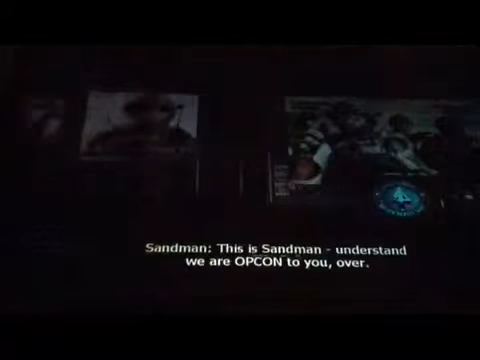 Sandman: This is Sandman - understand
we are OPCON to you, over.